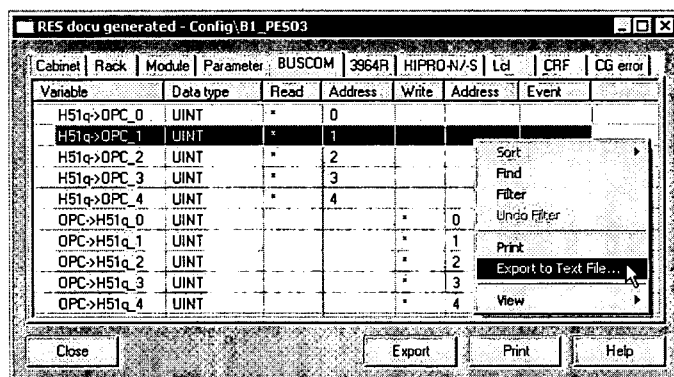 RES docu generated - Config\B1_PES03
Cabinet Rack Module Parameter BUSCOM 3964R HIPRO-N/-S Lcl CRF CG error
Variable Data type Read Address Write Address Event
H51q->OPC_0 UINT * 0
H51q->OPC_1 UINT * 1
H51q->OPC_2 UINT * 2
H51q->OPC_3 UINT * 3
H51q->OPC_4 UINT * 4
OPC->H51q_0 UINT * 0
OPC->H51q_1 UINT * 1
OPC->H51q_2 UINT * 2
OPC->H51q_3 UINT * 3
OPC->H51q_4 UINT * 4
Sort
Find
Filter
Undo Filter
Print
Export to Text File...
View
Close Export Print Help